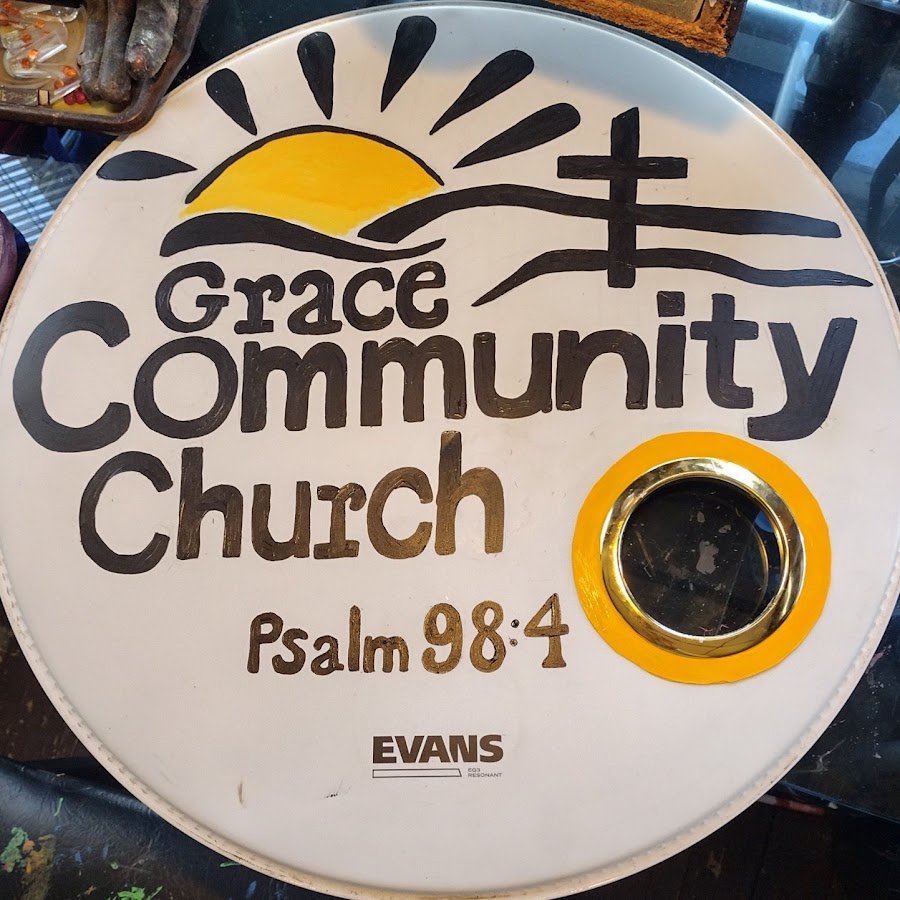 Grace
Community
Church
Psalm 98:4
EVANS
EQ3
RESONANT